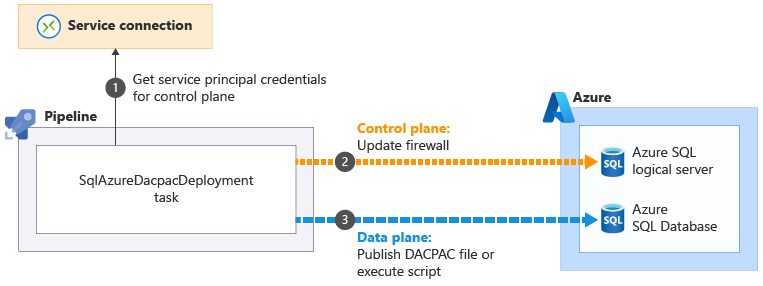 Service connection
1
Get service principal credentials
for control plane
Pipeline
SqlAzureDacpacDeployment
task
Control plane:
2
Update firewall
3
Data plane:
Publish DACPAC file or
execute script
Azure
SQL
Azure SQL
logical server
SQL
Azure
SQL Database